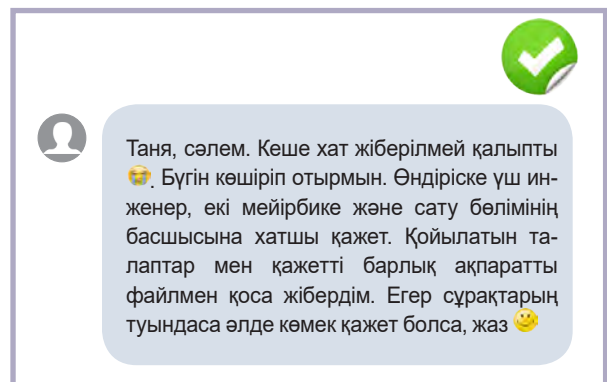 Таня, сәлем. Кеше хат жіберілмей қалыпты
😭. Бүгін көшіріп отырмын. Өндіріске үш ин-
женер, екі мейірбике және сату бөлімінің
басшысына хатшы қажет. Қойылатын та-
лаптар мен қажетті барлық ақпаратты
файлмен қоса жібердім. Егер сұрақтарың
туындаса әлде көмек қажет болса, жаз 🙂